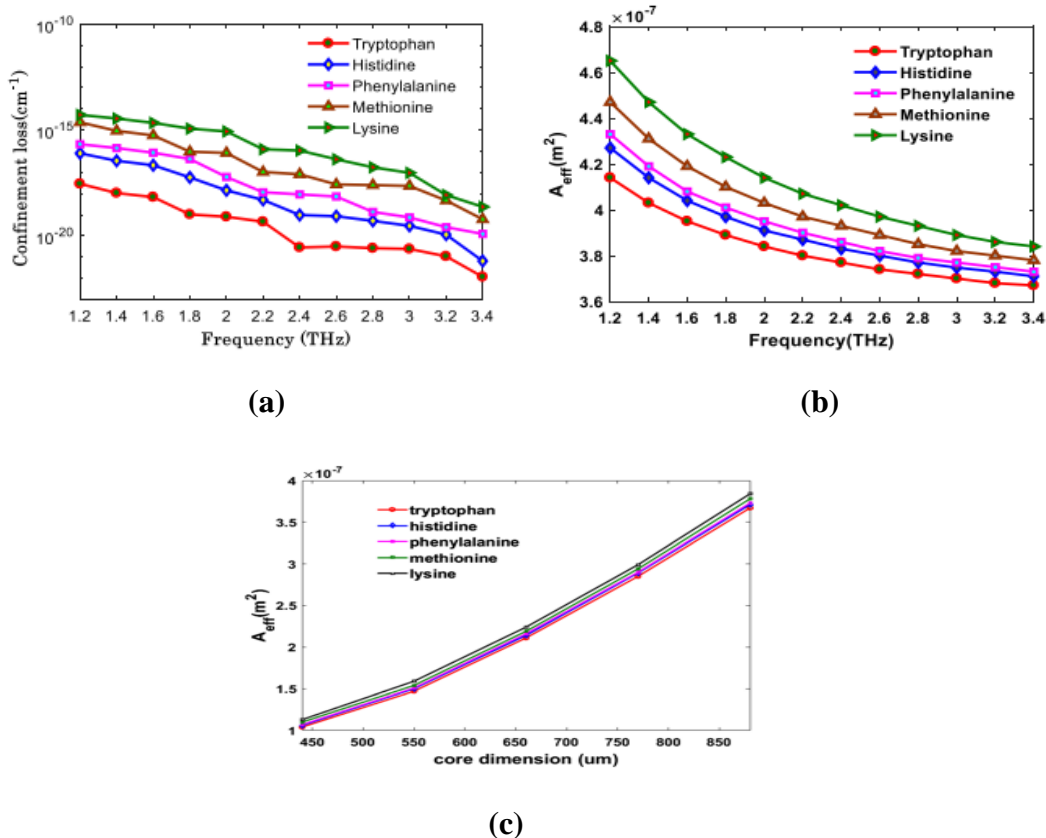 10⁻¹⁰
10⁻¹⁵
10⁻²⁰
Confinement loss(cm⁻¹)
Tryptophan
Histidine
Phenylalanine
Methionine
Lysine
1.2 1.4 1.6 1.8 2 2.2 2.4 2.6 2.8 3 3.2 3.4
Frequency (THz)
(a)
×10⁻⁷
4.8
4.6
4.4
4.2
4
3.8
3.6
A_eff(m²)
Tryptophan
Histidine
Phenylalanine
Methionine
Lysine
1.2 1.4 1.6 1.8 2 2.2 2.4 2.6 2.8 3 3.2 3.4
Frequency(THz)
(b)
×10⁻⁷
4
3.5
3
2.5
2
1.5
1
A_eff(m²)
tryptophan
histidine
phenylalanine
methionine
lysine
450 500 550 600 650 700 750 800 850
core dimension (um)
(c)